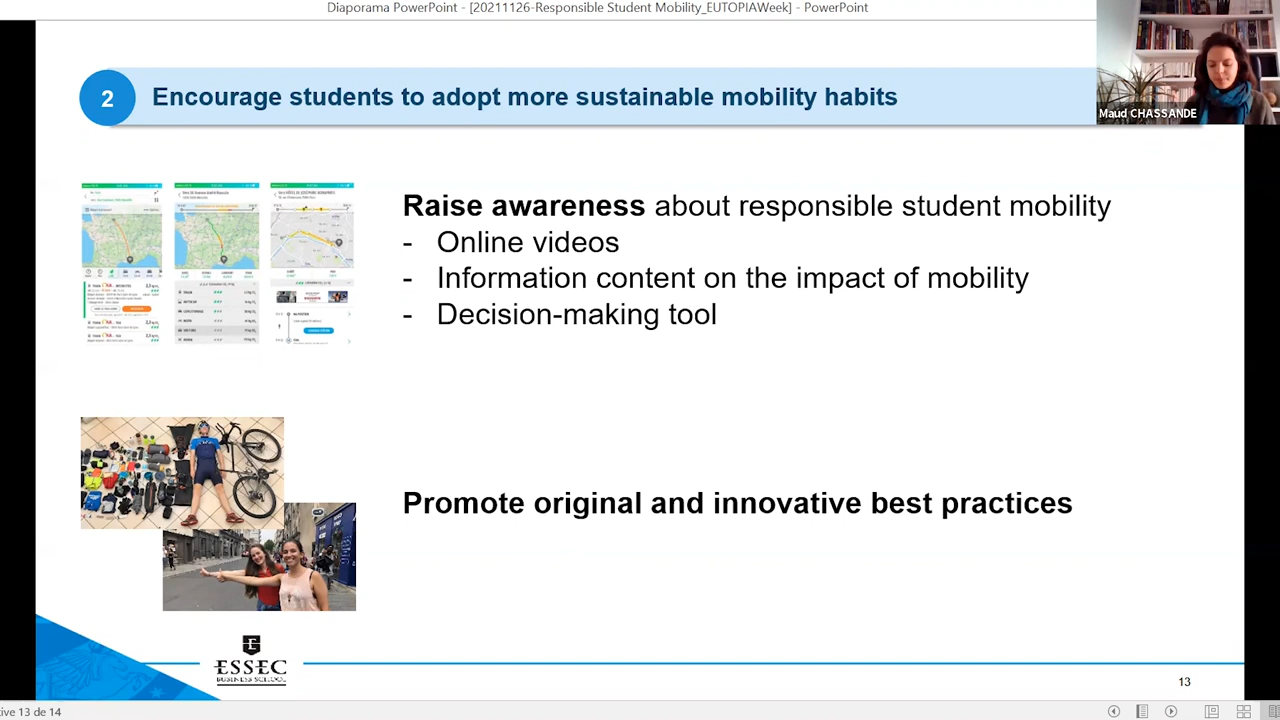 Diaporama PowerPoint - [20211126-Responsible Student Mobility_EUTOPIAWeek] - PowerPoint
Maud CHASSANDE
2
Encourage students to adopt more sustainable mobility habits
Raise awareness about responsible student mobility
- Online videos
- Information content on the impact of mobility
- Decision-making tool
Promote original and innovative best practices
E
ESSEC
BUSINESS SCHOOL
13
ive 13 de 14